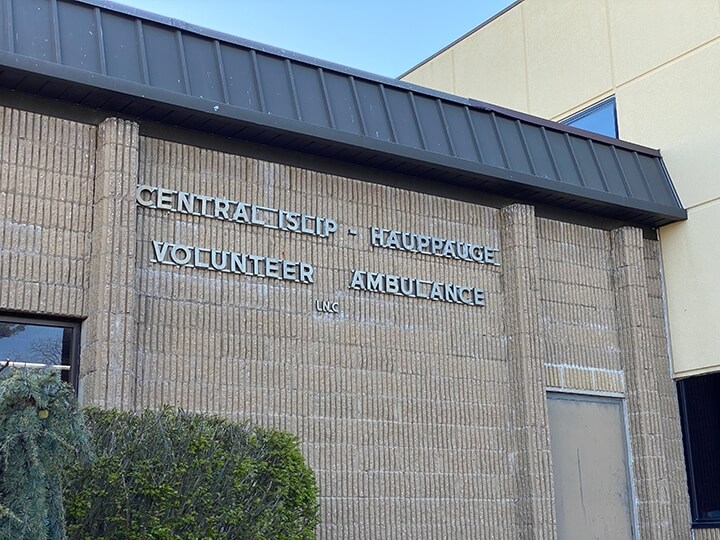 CENTRAL ISLIP - HAUPPAUGE
VOLUNTEER AMBULANCE
INC